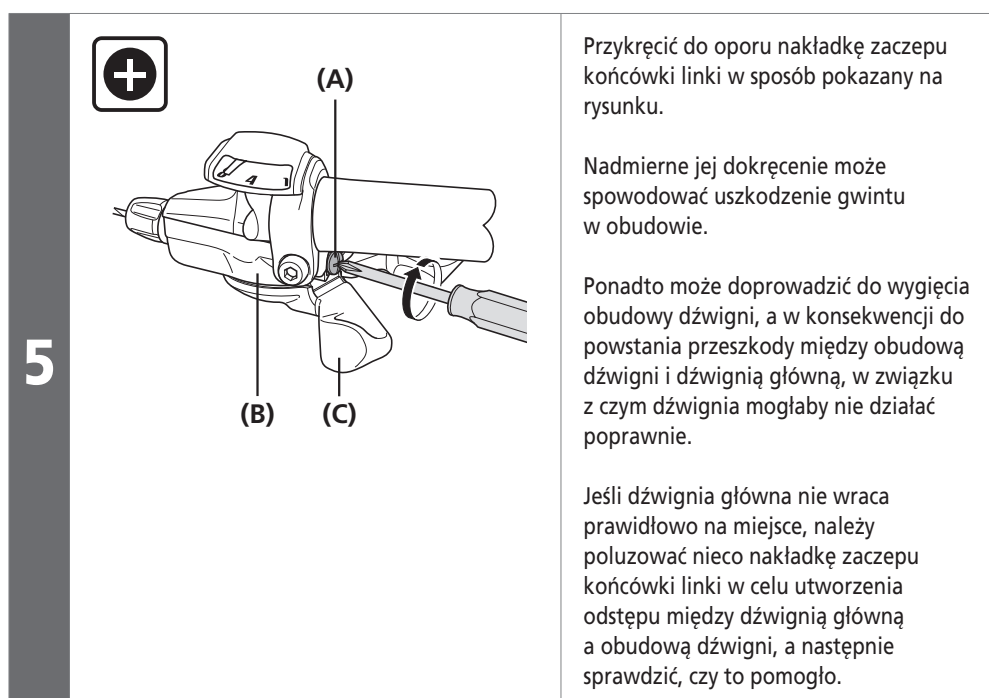 5
(A)
(B)
(C)
Przykręcić do oporu nakładkę zaczepu
końcówki linki w sposób pokazany na
rysunku.
Nadmierne jej dokręcenie może
spowodować uszkodzenie gwintu
w obudowie.
Ponadto może doprowadzić do wygięcia
obudowy dźwigni, a w konsekwencji do
powstania przeszkody między obudową
dźwigni i dźwignią główną, w związku
z czym dźwignia mogłaby nie działać
poprawnie.
Jeśli dźwignia główna nie wraca
prawidłowo na miejsce, należy
poluzować nieco nakładkę zaczepu
końcówki linki w celu utworzenia
odstępu między dźwignią główną
a obudową dźwigni, a następnie
sprawdzić, czy to pomogło.